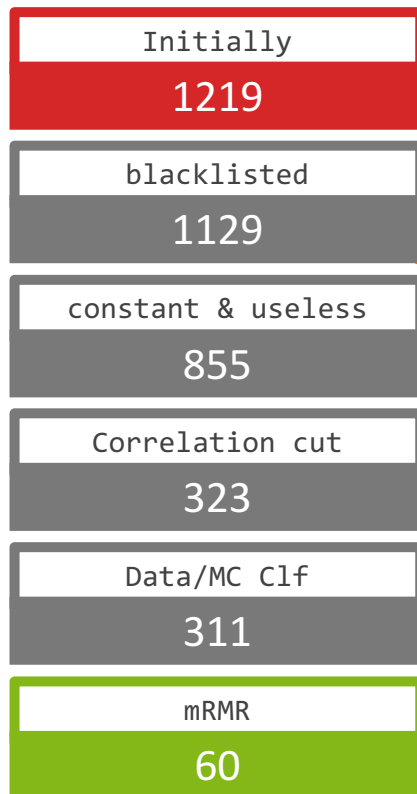 Initially
1219
blacklisted
1129
constant & useless
855
Correlation cut
323
Data/MC Clf
311
mRMR
60